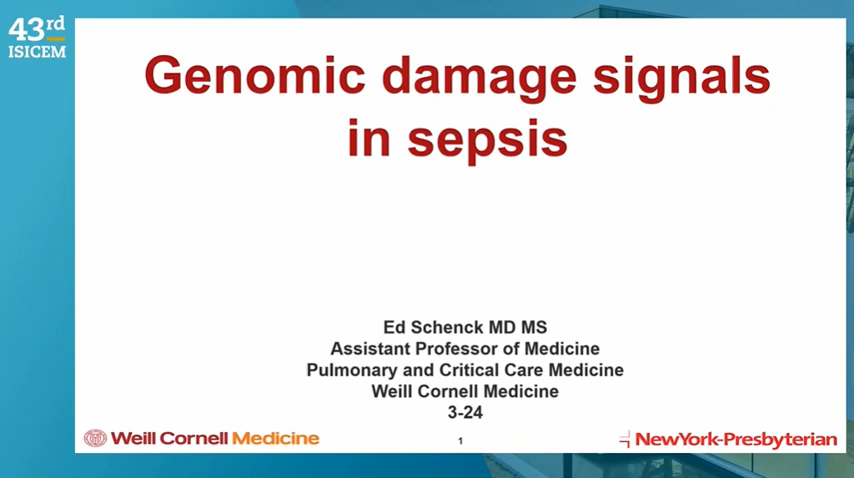 43rd
ISICEM
Genomic damage signals
in sepsis
Ed Schenck MD MS
Assistant Professor of Medicine
Pulmonary and Critical Care Medicine
Weill Cornell Medicine
3-24
Weill Cornell Medicine
1
NewYork-Presbyterian